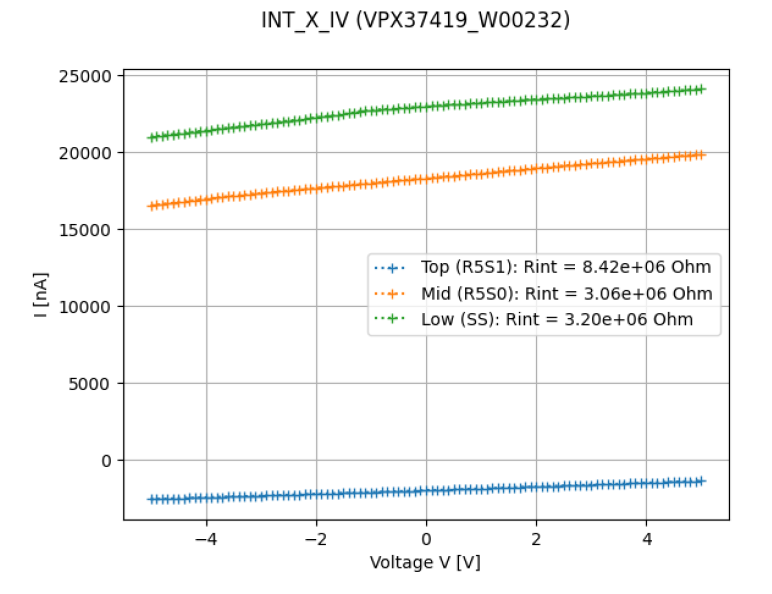 INT_X_IV (VPX37419_W00232)
25000
20000
15000
10000
5000
0
I [nA]
Top (R5S1): Rint = 8.42e+06 Ohm
Mid (R5S0): Rint = 3.06e+06 Ohm
Low (SS): Rint = 3.20e+06 Ohm
−4
−2
0
2
4
Voltage V [V]